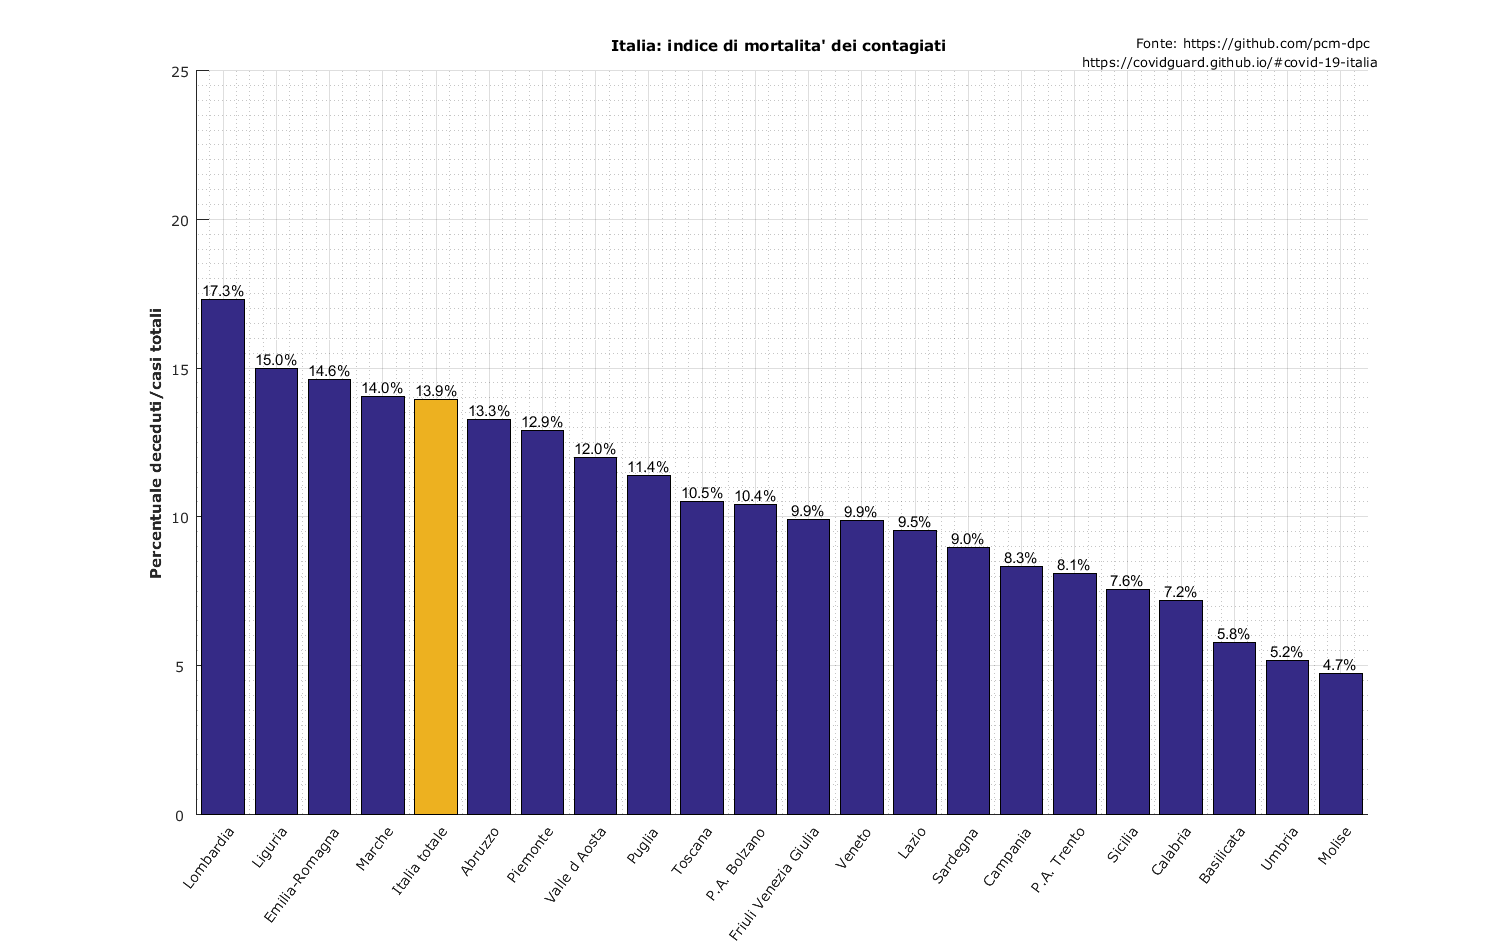 Italia: indice di mortalita' dei contagiati
Fonte: https://github.com/pcm-dpc
https://covidguard.github.io/#covid-19-italia
Percentuale deceduti/casi totali
25
20
15
10
5
0
17.3%
15.0%
14.6%
14.0%
13.9%
13.3%
12.9%
12.0%
11.4%
10.5%
10.4%
9.9%
9.9%
9.5%
9.0%
8.3%
8.1%
7.6%
7.2%
5.8%
5.2%
4.7%
Lombardia
Liguria
Emilia-Romagna
Marche
Italia totale
Abruzzo
Piemonte
Valle d Aosta
Puglia
Toscana
P.A. Bolzano
Friuli Venezia Giulia
Veneto
Lazio
Sardegna
Campania
P.A. Trento
Sicilia
Calabria
Basilicata
Umbria
Molise